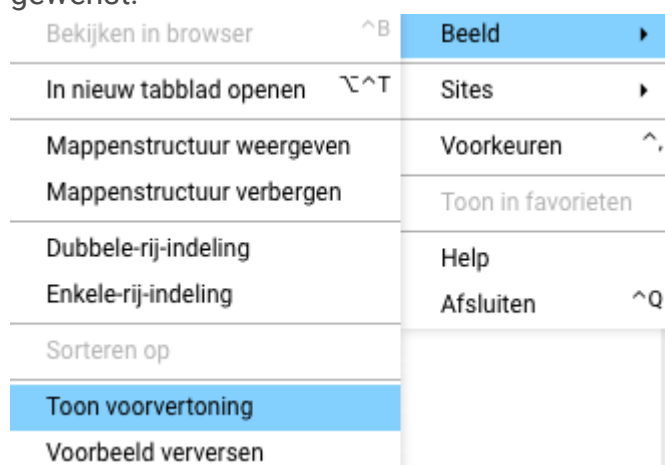 gewenst.
Bekijken in browser ^B
In nieuw tabblad openen ⌥^T
Mappenstructuur weergeven
Mappenstructuur verbergen
Dubbele-rij-indeling
Enkele-rij-indeling
Sorteren op
Toon voorvertoning
Voorbeeld verversen
Beeld
Sites
Voorkeuren ^,
Toon in favorieten
Help
Afsluiten ^Q